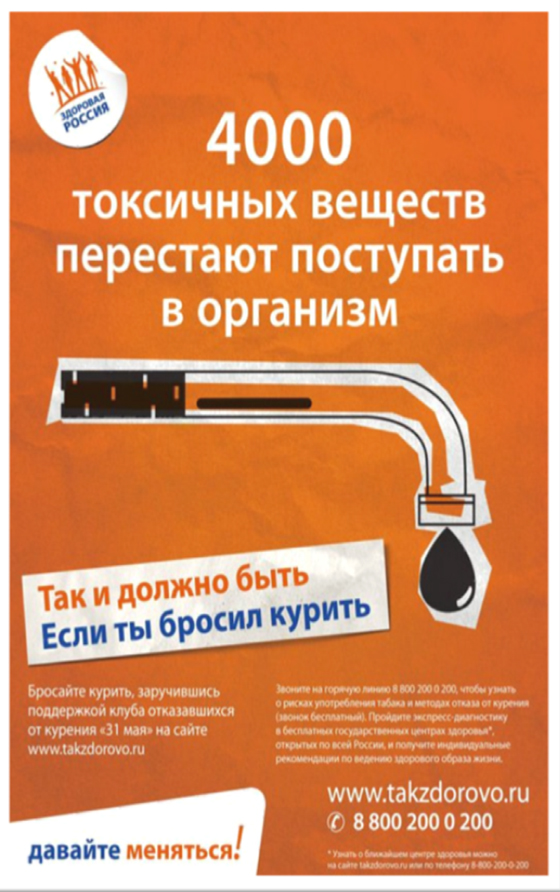 ЗДОРОВАЯ
РОССИЯ
4000
токсичных веществ
перестают поступать
в организм
Так и должно быть
Если ты бросил курить
Бросайте курить, заручившись
поддержкой клуба отказавшихся
от курения «31 мая» на сайте
www.takzdorovo.ru
Звоните на горячую линию 8 800 200 0 200, чтобы узнать
о рисках употребления табака и методах отказа от курения
(звонок бесплатный). Пройдите экспресс-диагностику
в бесплатных государственных центрах здоровья*,
открытых по всей России, и получите индивидуальные
рекомендации по ведению здорового образа жизни.
www.takzdorovo.ru
✆ 8 800 200 0 200
давайте меняться!
* Узнать о ближайшем центре здоровья можно
на сайте takzdorovo.ru или по телефону 8-800-200-0-200